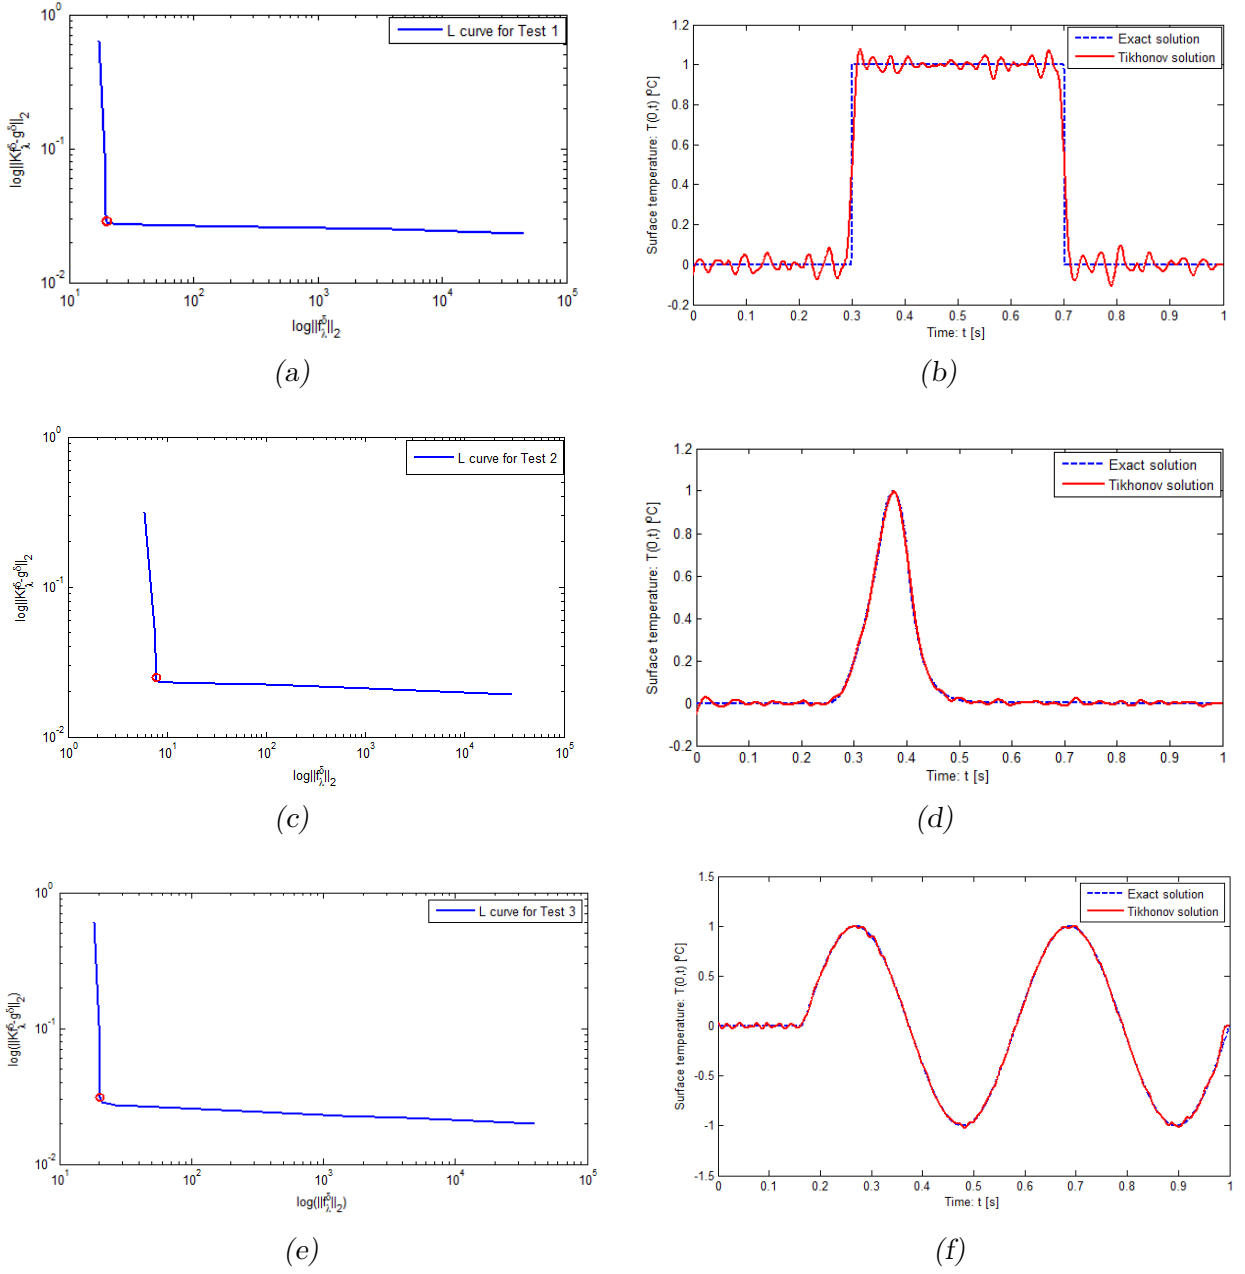 10^0
L curve for Test 1
log||Kf_λ^δ-g^δ||_2
10^-1
10^-2
10^1 10^2 10^3 10^4 10^5
log||f_λ^δ||_2
(a)
1.2
Exact solution
Tikhonov solution
1
0.8
0.6
0.4
0.2
0
-0.2
Surface temperature: T(0,t) [ºC]
0 0.1 0.2 0.3 0.4 0.5 0.6 0.7 0.8 0.9 1
Time: t [s]
(b)
10^0
L curve for Test 2
log||Kf_λ^δ-g^δ||_2
10^-1
10^-2
10^0 10^1 10^2 10^3 10^4 10^5
log||f_λ^δ||_2
(c)
1.2
Exact solution
Tikhonov solution
1
0.8
0.6
0.4
0.2
0
-0.2
Surface temperature: T(0,t) [ºC]
0 0.1 0.2 0.3 0.4 0.5 0.6 0.7 0.8 0.9 1
Time: t [s]
(d)
10^0
L curve for Test 3
log(||Kf_λ^δ-g^δ||_2)
10^-1
10^-2
10^1 10^2 10^3 10^4 10^5
log(||f_λ^δ||_2)
(e)
1.5
Exact solution
Tikhonov solution
1
0.5
0
-0.5
-1
-1.5
Surface temperature: T(0,t) [ºC]
0 0.1 0.2 0.3 0.4 0.5 0.6 0.7 0.8 0.9 1
Time: t [s]
(f)